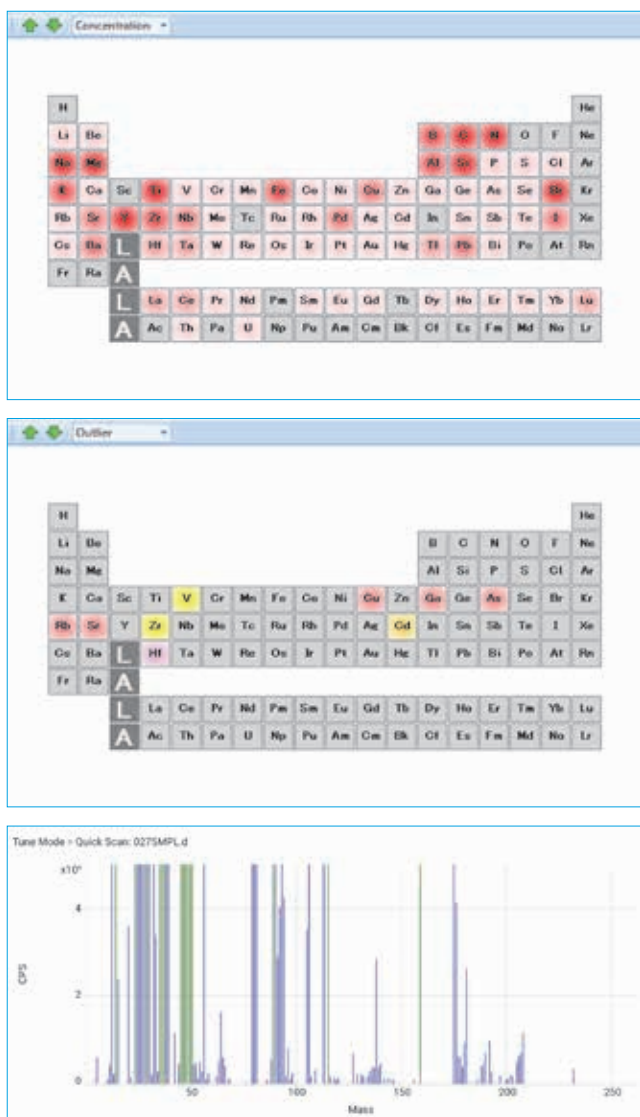 Concentration
H He
Li Be B C N O F Ne
Na Mg Al Si P S Cl Ar
K Ca Sc Ti V Cr Mn Fe Co Ni Cu Zn Ga Ge As Se Br Kr
Rb Sr Y Zr Nb Mo Tc Ru Rh Pd Ag Cd In Sn Sb Te I Xe
Cs Ba L Hf Ta W Re Os Ir Pt Au Hg Tl Pb Bi Po At Rn
Fr Ra A
L La Ce Pr Nd Pm Sm Eu Gd Tb Dy Ho Er Tm Yb Lu
A Ac Th Pa U Np Pu Am Cm Bk Cf Es Fm Md No Lr
Outlier
H He
Li Be B C N O F Ne
Na Mg Al Si P S Cl Ar
K Ca Sc Ti V Cr Mn Fe Co Ni Cu Zn Ga Ge As Se Br Kr
Rb Sr Y Zr Nb Mo Tc Ru Rh Pd Ag Cd In Sn Sb Te I Xe
Cs Ba L Hf Ta W Re Os Ir Pt Au Hg Tl Pb Bi Po At Rn
Fr Ra A
L La Ce Pr Nd Pm Sm Eu Gd Tb Dy Ho Er Tm Yb Lu
A Ac Th Pa U Np Pu Am Cm Bk Cf Es Fm Md No Lr
Tune Mode > Quick Scan: 027SMPL.d
4
CPS
2
0
50 100 150 200 250
Mass